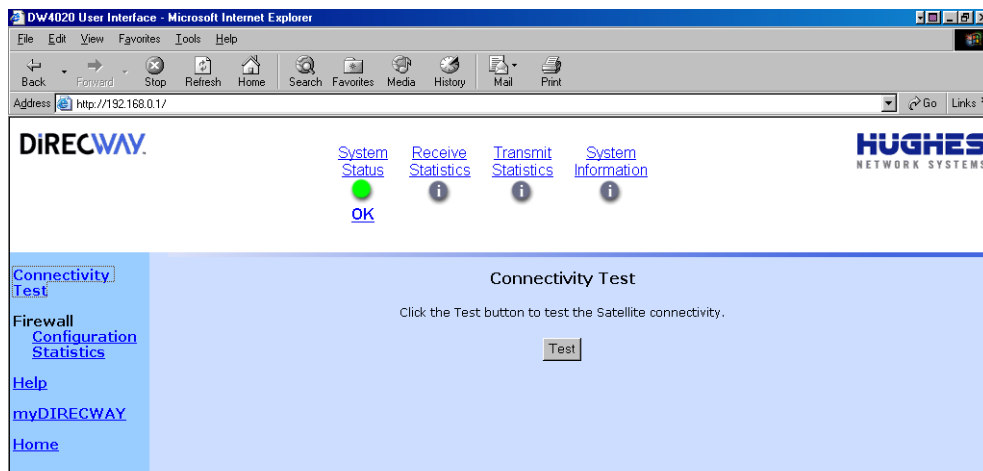 DW4020 User Interface - Microsoft Internet Explorer
File Edit View Favorites Tools Help
Back Forward Stop Refresh Home Search Favorites Media History Mail Print
Address http://192.168.0.1/ Go Links
DIRECWAY
System Status
Receive Statistics
Transmit Statistics
System Information
OK
HUGHES
NETWORK SYSTEMS
Connectivity
Test
Firewall
Configuration
Statistics
Help
myDIRECWAY
Home
Connectivity Test
Click the Test button to test the Satellite connectivity.
Test